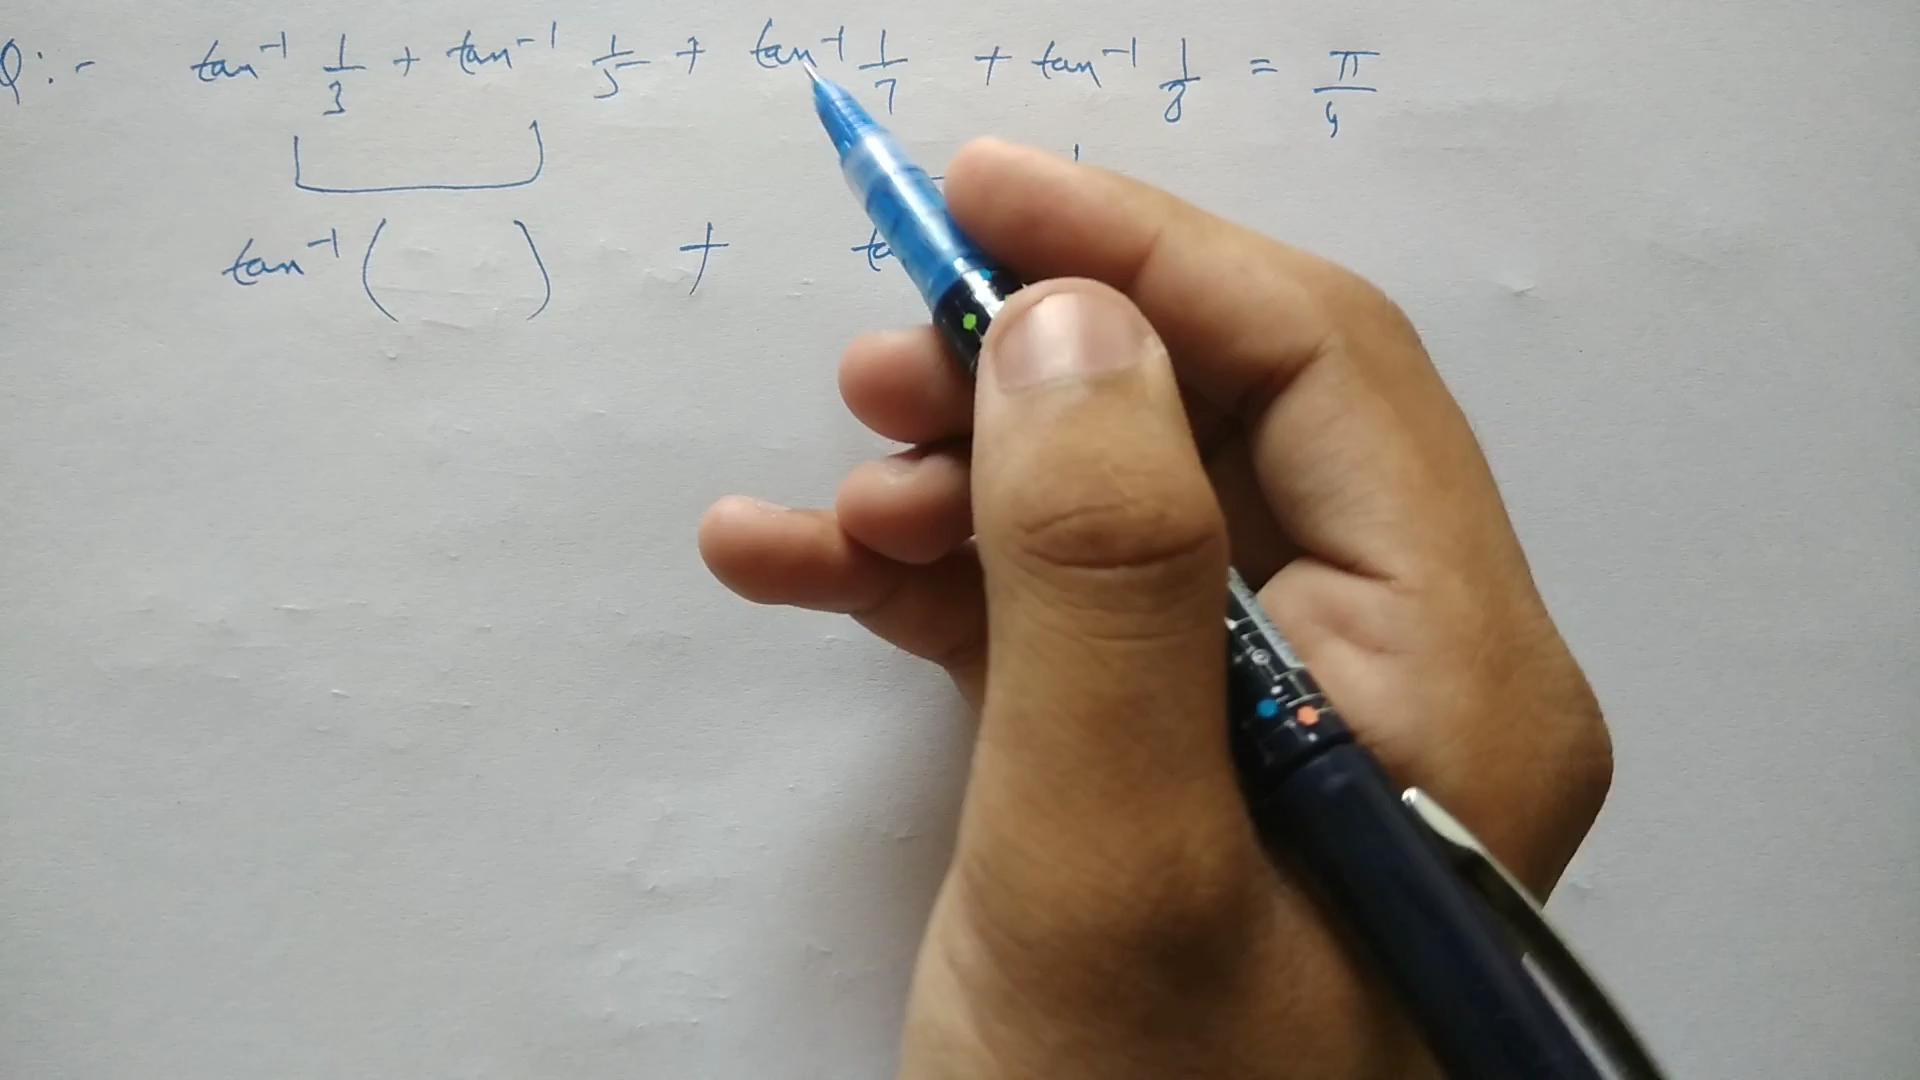 Q:- tan⁻¹ 1/3 + tan⁻¹ 1/5 + tan⁻¹ 1/7 + tan⁻¹ 1/8 = π/4
tan⁻¹ ( ) + ta